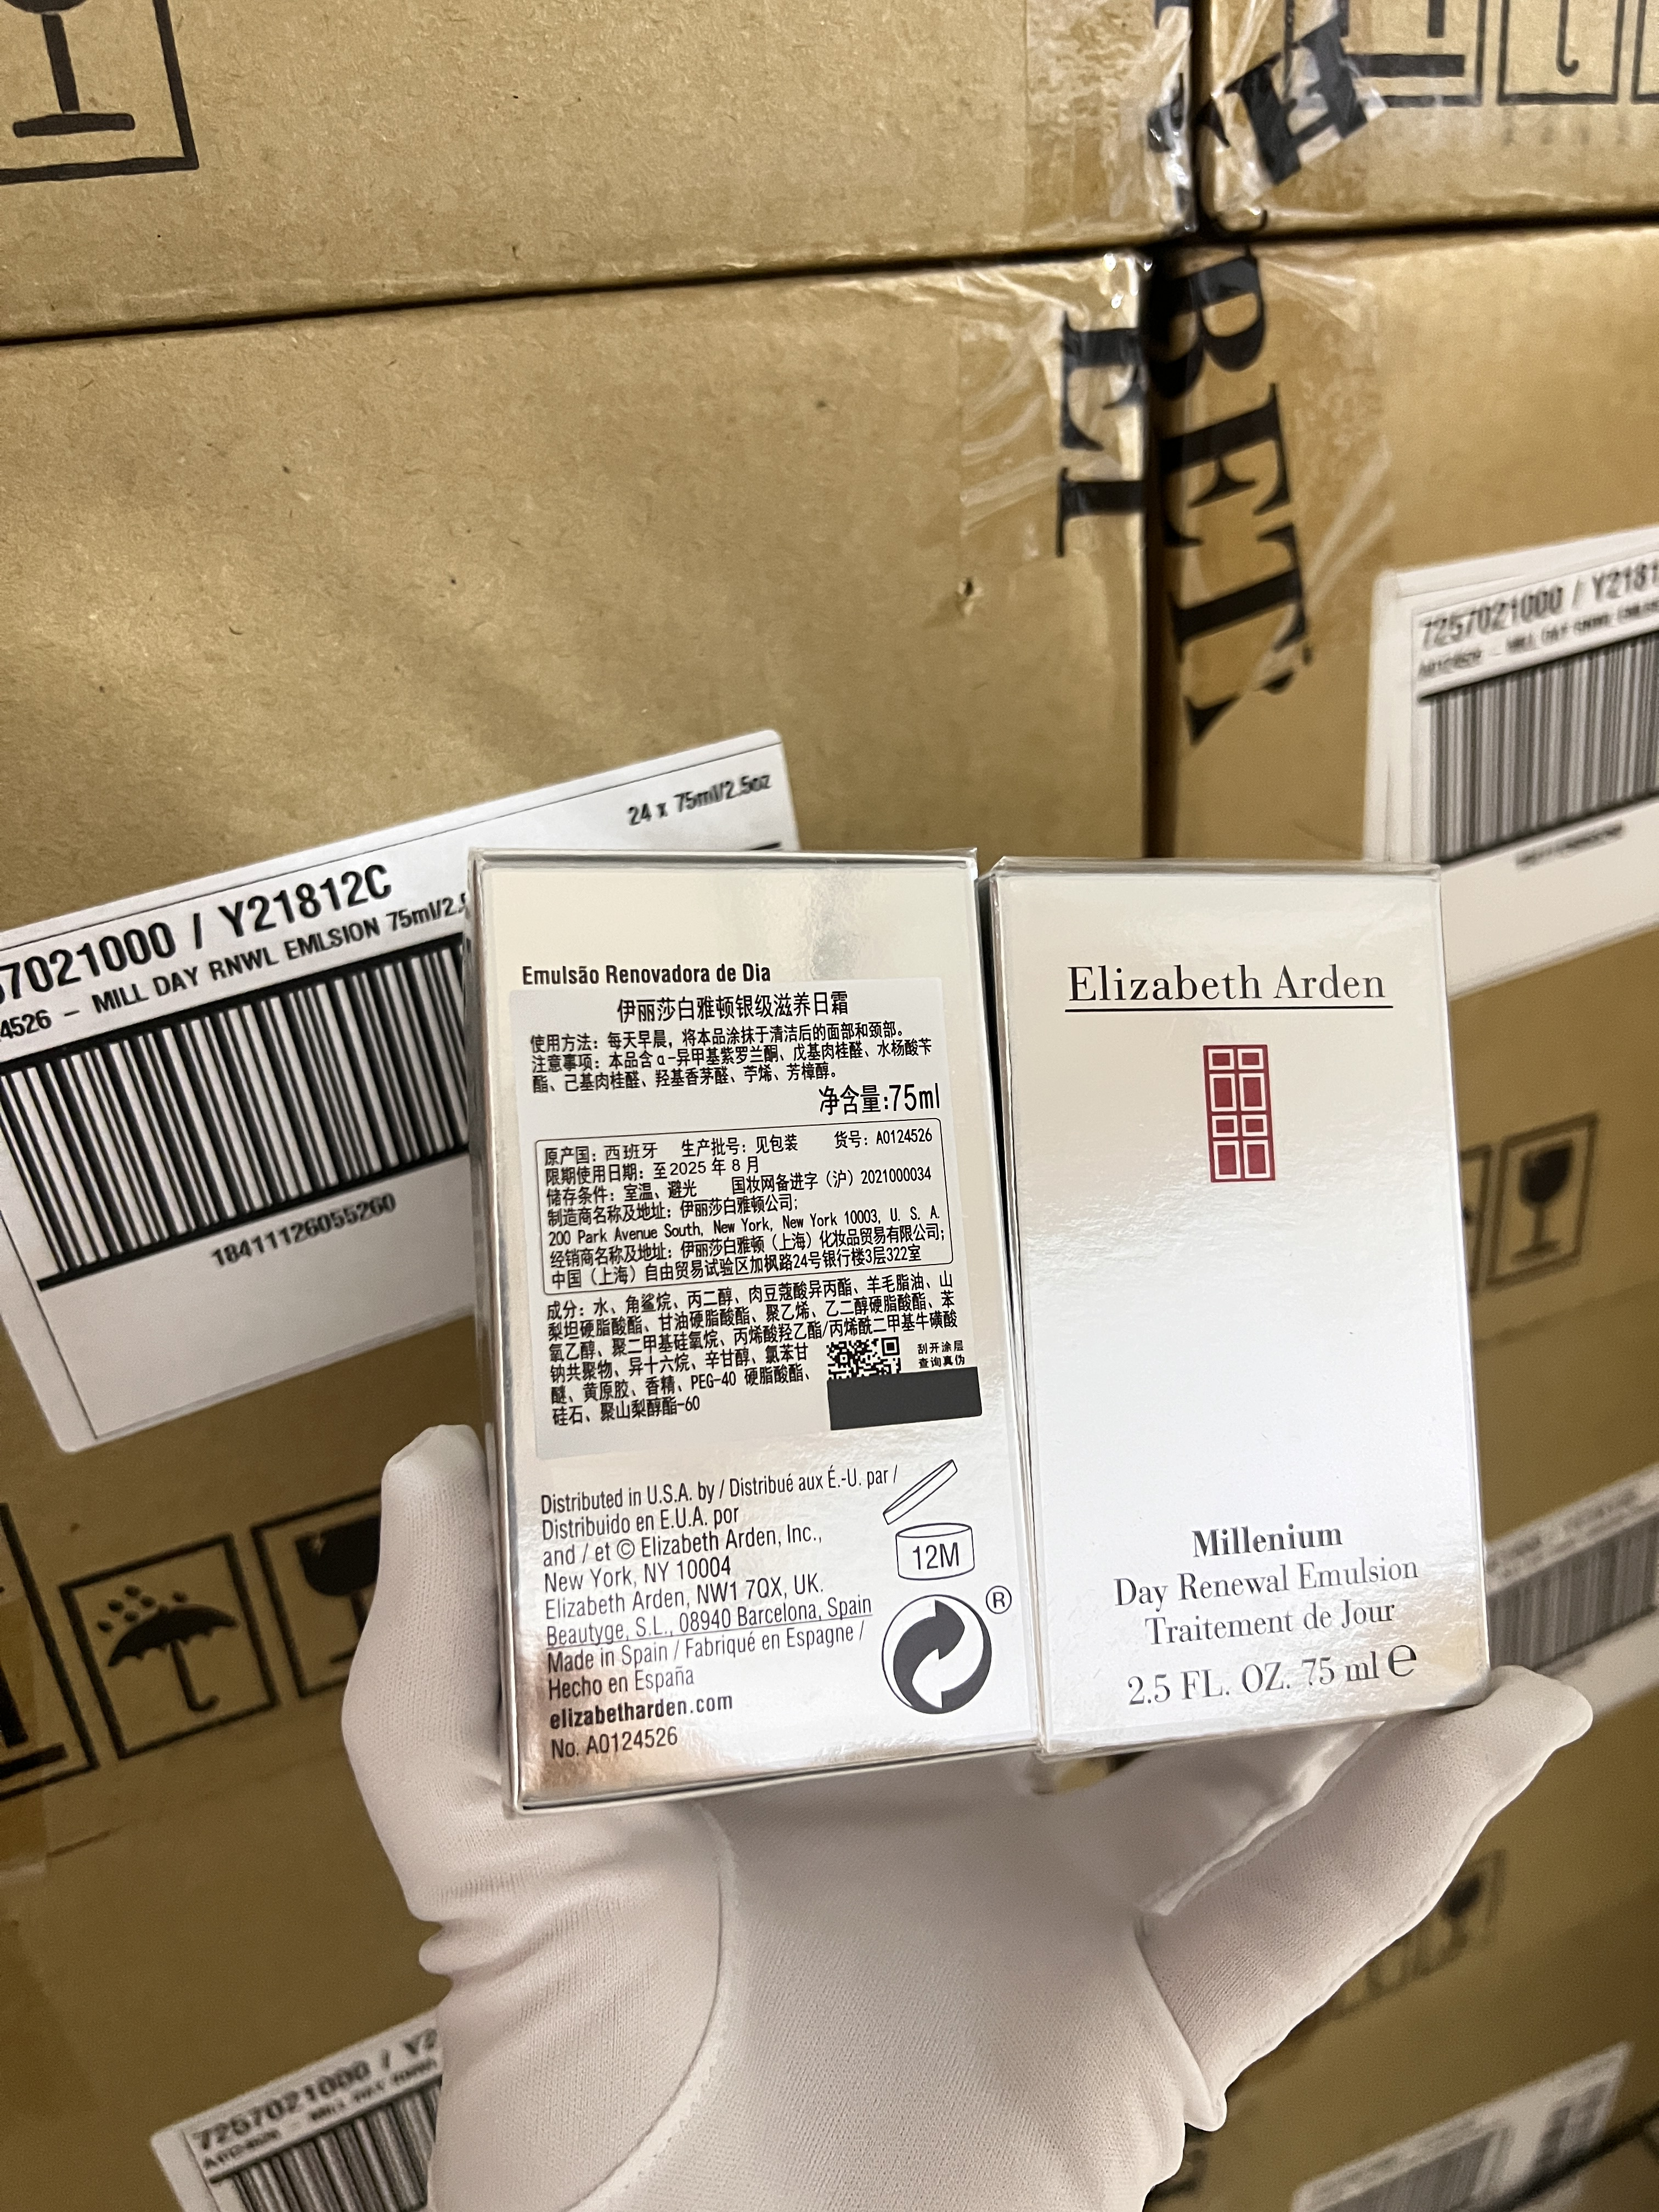 EI
BET
7257021000 / Y2181
24 x 75ml/2.5oz
57021000 / Y21812C
4526 – MILL DAY RNWL EMLSION 75ml/2.5
18411126055260
Emulsão Renovadora de Dia
伊丽莎白雅顿银级滋养日霜
使用方法：每天早晨，将本品涂抹于清洁后的面部和颈部。
注意事项：本品含α-异甲基紫罗兰酮、戊基肉桂醛、水杨酸苄
酯、己基肉桂醛、羟基香茅醛、苧烯、芳樟醇。
净含量:75ml
原产国：西班牙 生产批号：见包装 货号：A0124526
限期使用日期：至2025 年 8 月
储存条件：室温、避光 国妆网备进字（沪）2021000034
制造商名称及地址：伊丽莎白雅顿公司；
200 Park Avenue South, New York, New York 10003, U. S. A.
经销商名称及地址：伊丽莎白雅顿（上海）化妆品贸易有限公司；
中国（上海）自由贸易试验区加枫路24号银行楼3层322室
成分：水、角鲨烷、丙二醇、肉豆蔻酸异丙酯、羊毛脂油、山
梨坦硬脂酸酯、甘油硬脂酸酯、聚乙烯、乙二醇硬脂酸酯、苯
氧乙醇、聚二甲基硅氧烷、丙烯酸羟乙酯/丙烯酰二甲基牛磺酸
钠共聚物、异十六烷、辛甘醇、氯苯甘
醚、黄原胶、香精、PEG-40 硬脂酸酯、
硅石、聚山梨醇酯-60
刮开涂层
查询真伪
Distributed in U.S.A. by / Distribué aux É.-U. par /
Distribuido en E.U.A. por
and / et © Elizabeth Arden, Inc.,
New York, NY 10004
Elizabeth Arden, NW1 7QX, UK.
Beautyge, S.L., 08940 Barcelona, Spain
Made in Spain / Fabriqué en Espagne /
Hecho en España
elizabetharden.com
No. A0124526
12M
®
Elizabeth Arden
Millenium
Day Renewal Emulsion
Traitement de Jour
2.5 FL. OZ. 75 ml ℮
7257021000 / Y2